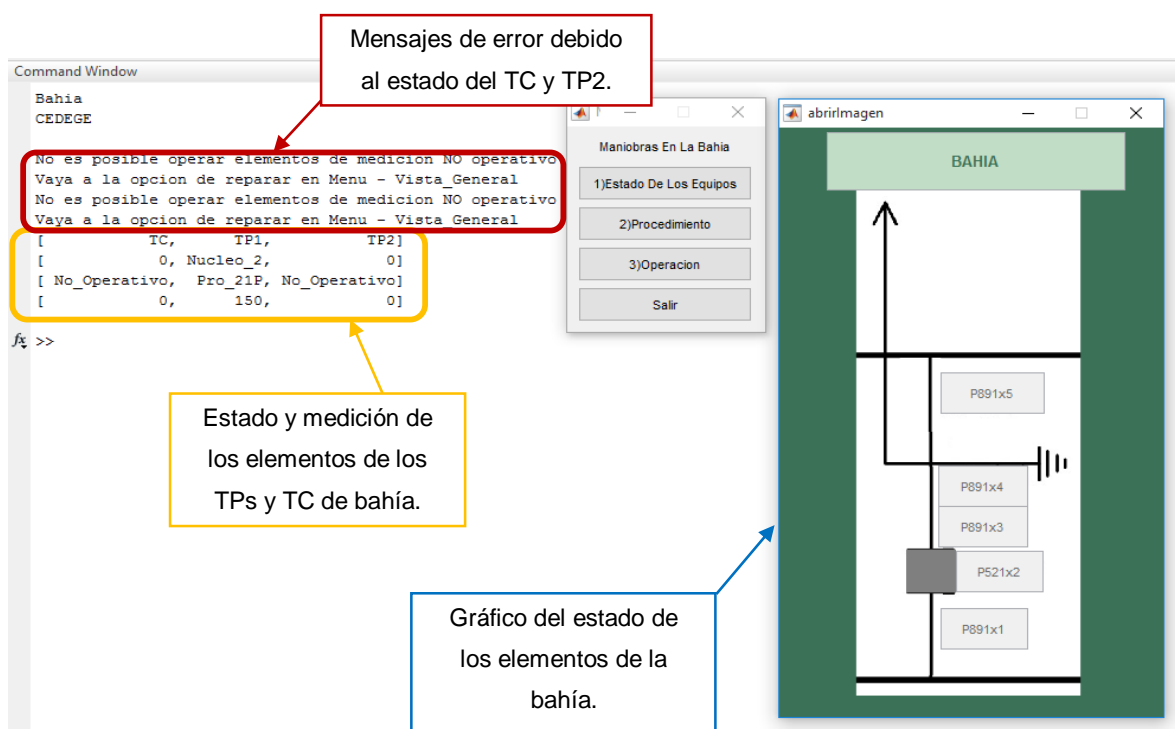 Mensajes de error debido
al estado del TC y TP2.
Command Window
Bahia
CEDEGE
No es posible operar elementos de medicion NO operativo
Vaya a la opcion de reparar en Menu - Vista_General
No es posible operar elementos de medicion NO operativo
Vaya a la opcion de reparar en Menu - Vista_General
[ TC, TP1, TP2]
[ 0, Nucleo_2, 0]
[ No_Operativo, Pro_21P, No_Operativo]
[ 0, 150, 0]
fx >>
Estado y medición de
los elementos de los
TPs y TC de bahía.
Maniobras En La Bahia
1)Estado De Los Equipos
2)Procedimiento
3)Operacion
Salir
abrirImagen
BAHIA
P891x5
P891x4
P891x3
P521x2
P891x1
Gráfico del estado de
los elementos de la
bahía.